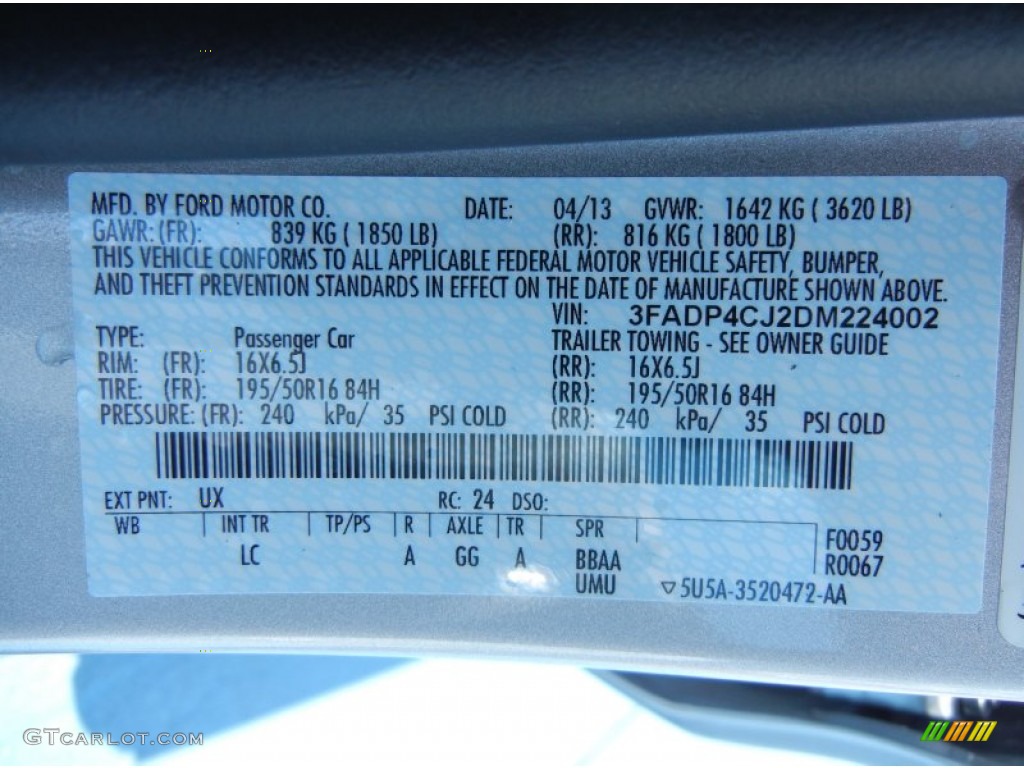 MFD. BY FORD MOTOR CO. DATE: 04/13 GVWR: 1642 KG ( 3620 LB)
GAWR: (FR): 839 KG ( 1850 LB) (RR): 816 KG ( 1800 LB)
THIS VEHICLE CONFORMS TO ALL APPLICABLE FEDERAL MOTOR VEHICLE SAFETY, BUMPER,
AND THEFT PREVENTION STANDARDS IN EFFECT ON THE DATE OF MANUFACTURE SHOWN ABOVE.
VIN: 3FADP4CJ2DM224002
TYPE: Passenger Car TRAILER TOWING - SEE OWNER GUIDE
RIM: (FR): 16X6.5J (RR): 16X6.5J
TIRE: (FR): 195/50R16 84H (RR): 195/50R16 84H
PRESSURE: (FR): 240 kPa/ 35 PSI COLD (RR): 240 kPa/ 35 PSI COLD
EXT PNT: UX RC: 24 DSO:
WB INT TR TP/PS R AXLE TR SPR F0059
LC A GG A BBAA R0067
UMU ▽5U5A-3520472-AA
GTCARLOT.COM